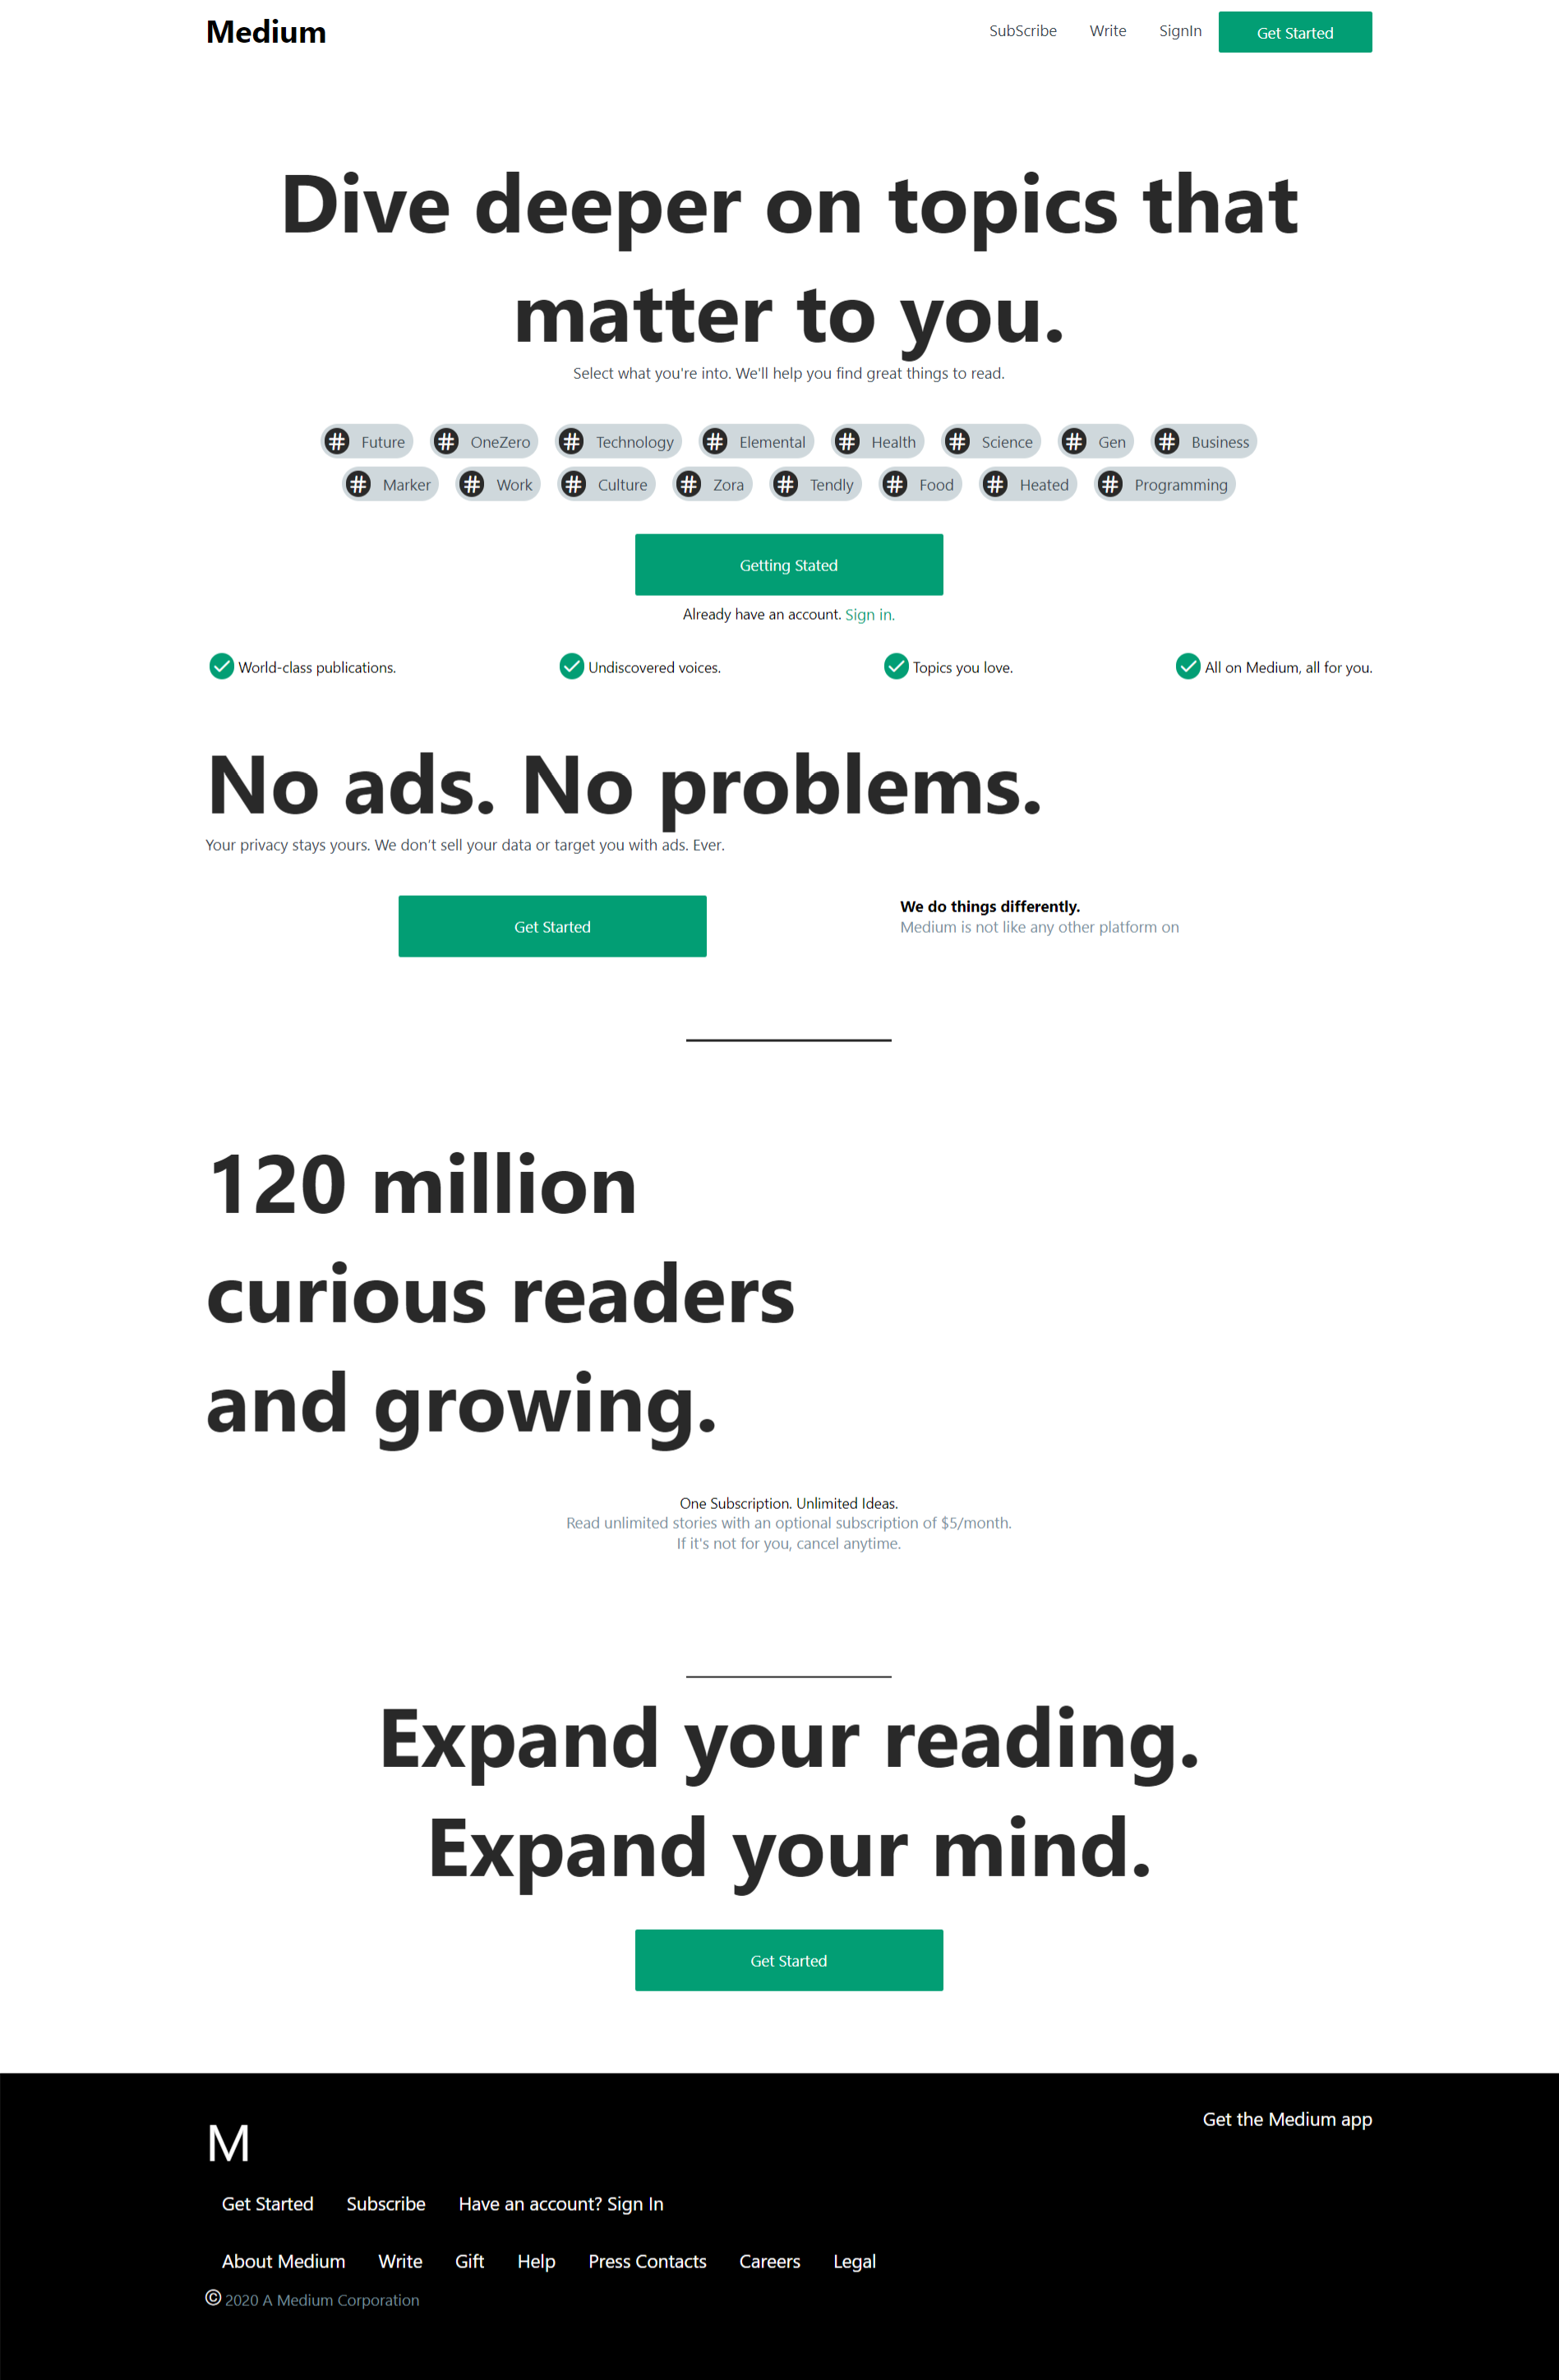 Medium
SubScribe Write SignIn Get Started
Dive deeper on topics that
matter to you.
Select what you're into. We'll help you find great things to read.
# Future # OneZero # Technology # Elemental # Health # Science # Gen # Business
# Marker # Work # Culture # Zora # Tendly # Food # Heated # Programming
Getting Stated
Already have an account. Sign in.
World-class publications. Undiscovered voices. Topics you love. All on Medium, all for you.
No ads. No problems.
Your privacy stays yours. We don’t sell your data or target you with ads. Ever.
Get Started
We do things differently.
Medium is not like any other platform on
120 million
curious readers
and growing.
One Subscription. Unlimited Ideas.
Read unlimited stories with an optional subscription of $5/month.
If it's not for you, cancel anytime.
Expand your reading.
Expand your mind.
Get Started
M
Get the Medium app
Get Started Subscribe Have an account? Sign In
About Medium Write Gift Help Press Contacts Careers Legal
© 2020 A Medium Corporation